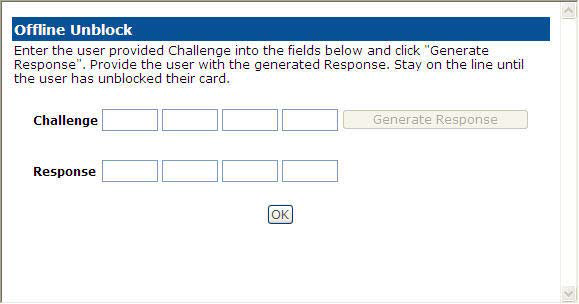 Offline Unblock
Enter the user provided Challenge into the fields below and click "Generate
Response". Provide the user with the generated Response. Stay on the line until
the user has unblocked their card.
Challenge Generate Response
Response
OK